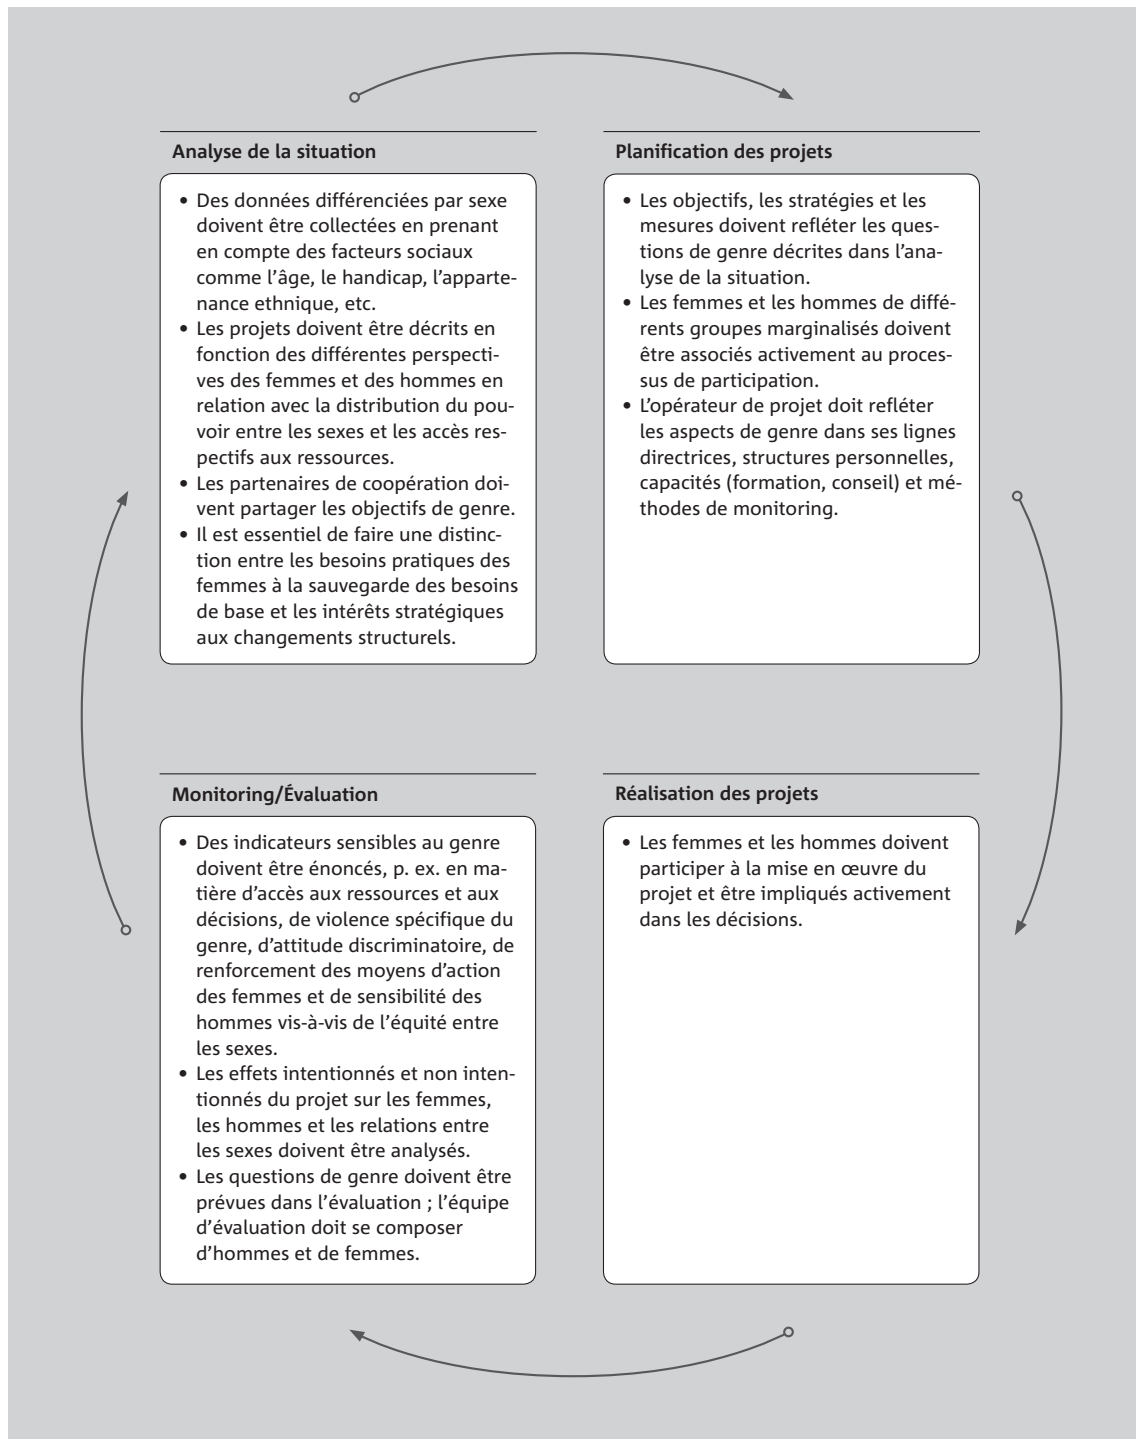 Analyse de la situation
• Des données différenciées par sexe
doivent être collectées en prenant
en compte des facteurs sociaux
comme l'âge, le handicap, l'apparte-
nance ethnique, etc.
• Les projets doivent être décrits en
fonction des différentes perspecti-
ves des femmes et des hommes en
relation avec la distribution du pou-
voir entre les sexes et les accès res-
pectifs aux ressources.
• Les partenaires de coopération doi-
vent partager les objectifs de genre.
• Il est essentiel de faire une distinc-
tion entre les besoins pratiques des
femmes à la sauvegarde des besoins
de base et les intérêts stratégiques
aux changements structurels.
Planification des projets
• Les objectifs, les stratégies et les
mesures doivent refléter les ques-
tions de genre décrites dans l'ana-
lyse de la situation.
• Les femmes et les hommes de diffé-
rents groupes marginalisés doivent
être associés activement au proces-
sus de participation.
• L'opérateur de projet doit refléter
les aspects de genre dans ses lignes
directrices, structures personnelles,
capacités (formation, conseil) et mé-
thodes de monitoring.
Monitoring/Évaluation
• Des indicateurs sensibles au genre
doivent être énoncés, p. ex. en ma-
tière d'accès aux ressources et aux
décisions, de violence spécifique du
genre, d'attitude discriminatoire, de
renforcement des moyens d'action
des femmes et de sensibilité des
hommes vis-à-vis de l'équité entre
les sexes.
• Les effets intentionnés et non inten-
tionnés du projet sur les femmes,
les hommes et les relations entre
les sexes doivent être analysés.
• Les questions de genre doivent être
prévues dans l'évaluation ; l'équipe
d'évaluation doit se composer
d'hommes et de femmes.
Réalisation des projets
• Les femmes et les hommes doivent
participer à la mise en œuvre du
projet et être impliqués activement
dans les décisions.